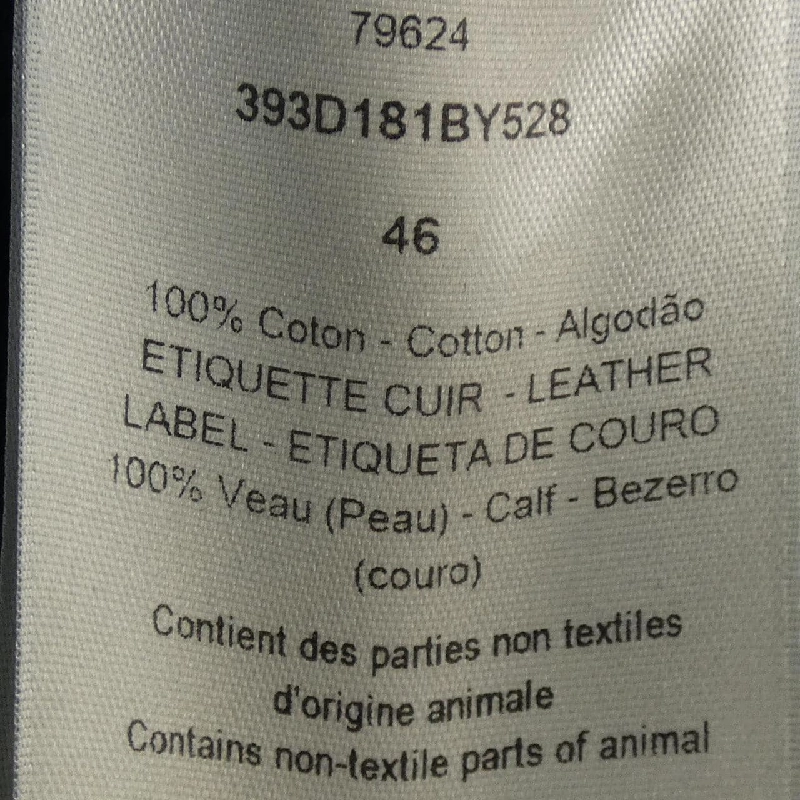 79624
393D181BY528
46
100% Coton - Cotton - Algodão
ETIQUETTE CUIR - LEATHER
LABEL - ETIQUETA DE COURO
100% Veau (Peau) - Calf - Bezerro
(couro)
Contient des parties non textiles
d'origine animale
Contains non-textile parts of animal